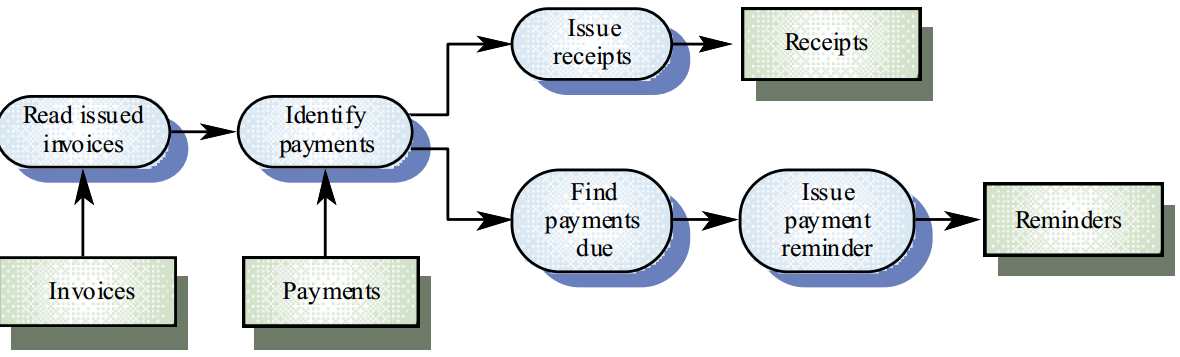 Issue
receipts
Receipts
Read issued
invoices
Identify
payments
Find
payments
due
Issue
payment
reminder
Reminders
Invoices
Payments